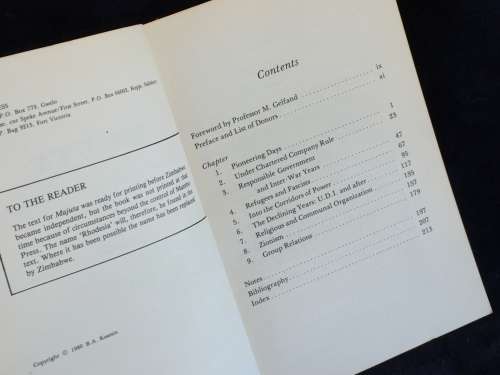 ESS
P.O. Box 779, Gwelo
cor Speke Avenue/First Street. P.O. Box
P. Bag 9213, Fort Victoria
TO THE READER
The text for Majuta was ready for printing before Zimbabwe
became independent, but the book was not printed at that
time because of circumstances beyond the control of Mambo
Press. The name "Rhodesia" will, therefore, be found in the
text. Where it has been possible the name has been replaced
by Zimbabwe.
Copyright © 1980 B.A. Kosmin
Contents
Foreword by Professor M. Gelfand ix
Preface and List of Donors xi
Chapter
1. Pioneering Days 1
2. Under Chartered Company Rule 23
3. Responsible Government
and Inter-War Years 47
4. Refugees and Fascists 67
5. Into the Corridors of Power 85
6. The Declining Years: U.D.I. and after 117
7. Religious and Communal Organization
8. Zionism
9. Group Relations 179
Notes 197
Bibliography 207
Index 213